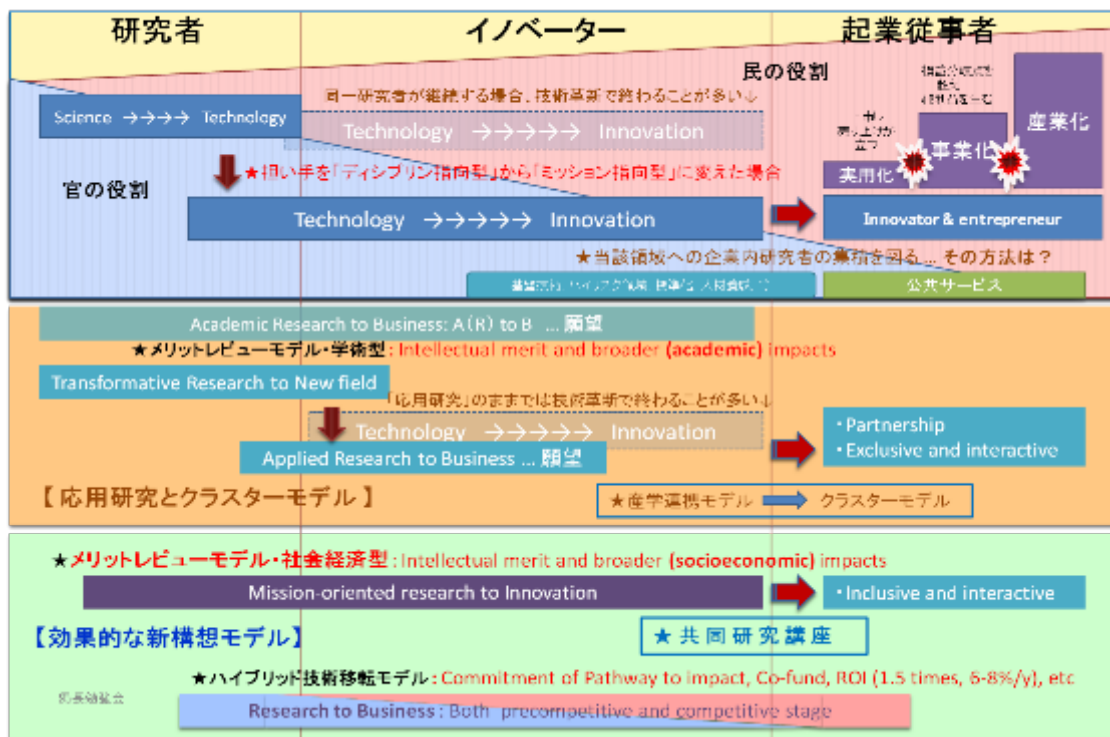 研究者
イノベーター
起業従事者
民の役割
同一研究者が継続する場合、技術革新で終わることが多い↓
Science →→→→ Technology
Technology →→→→→ Innovation
産業化
事業化
実用化
★担い手を「ディシプリン指向型」から「ミッション指向型」に変えた場合
官の役割
Technology →→→→→ Innovation
Innovator & entrepreneur
★当該領域への企業内研究者の集積を図る... その方法は？
公共サービス
Academic Research to Business: A(R) to B ... 願望
★メリットレビューモデル・学術型：Intellectual merit and broader (academic) impacts
Transformative Research to New field
「応用研究」のままでは技術革新で終わることが多い↓
Technology →→→→→ Innovation
Applied Research to Business ... 願望
・Partnership
・Exclusive and interactive
【 応用研究とクラスターモデル 】
★産学連携モデル クラスターモデル
★メリットレビューモデル・社会経済型：Intellectual merit and broader (socioeconomic) impacts
Mission-oriented research to Innovation
・Inclusive and interactive
【効果的な新構想モデル】
★共同研究講座
★ハイブリッド技術移転モデル：Commitment of Pathway to impact, Co-fund, ROI (1.5 times, 6-8%/y), etc
Research to Business : Both precompetitive and competitive stage